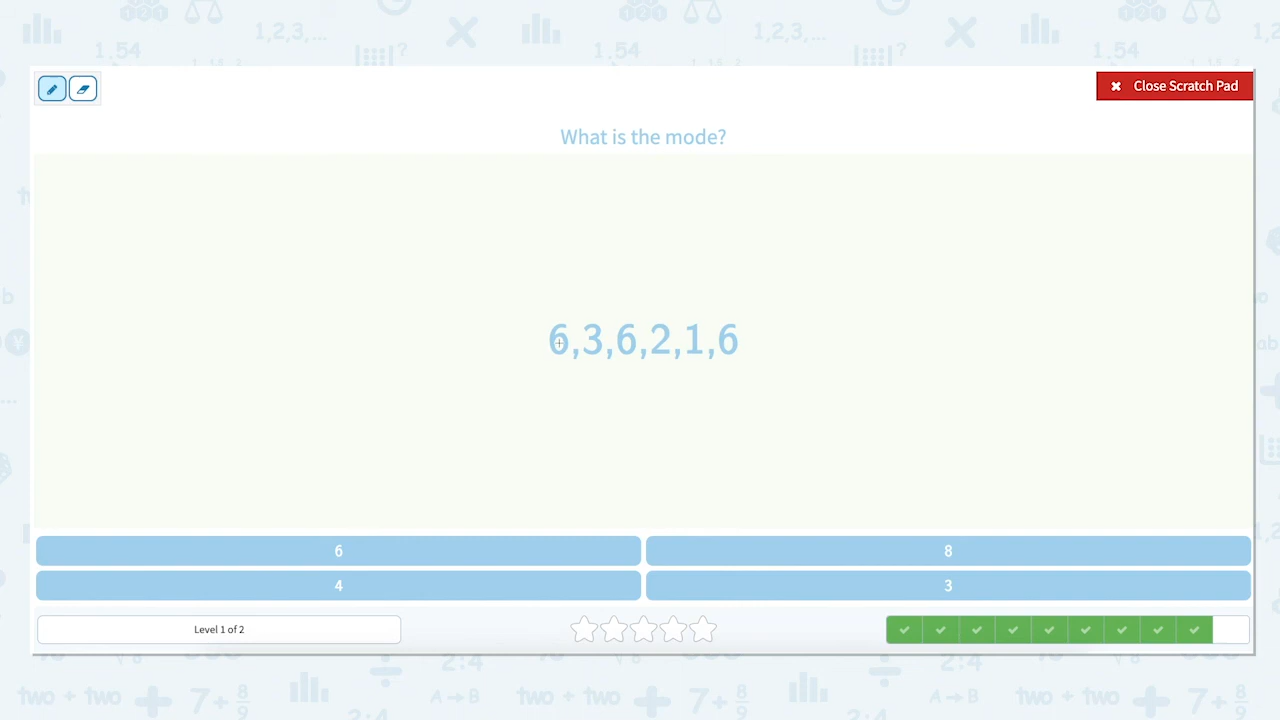 Close Scratch Pad
What is the mode?
6,3,6,2,1,6
6
8
4
3
Level 1 of 2